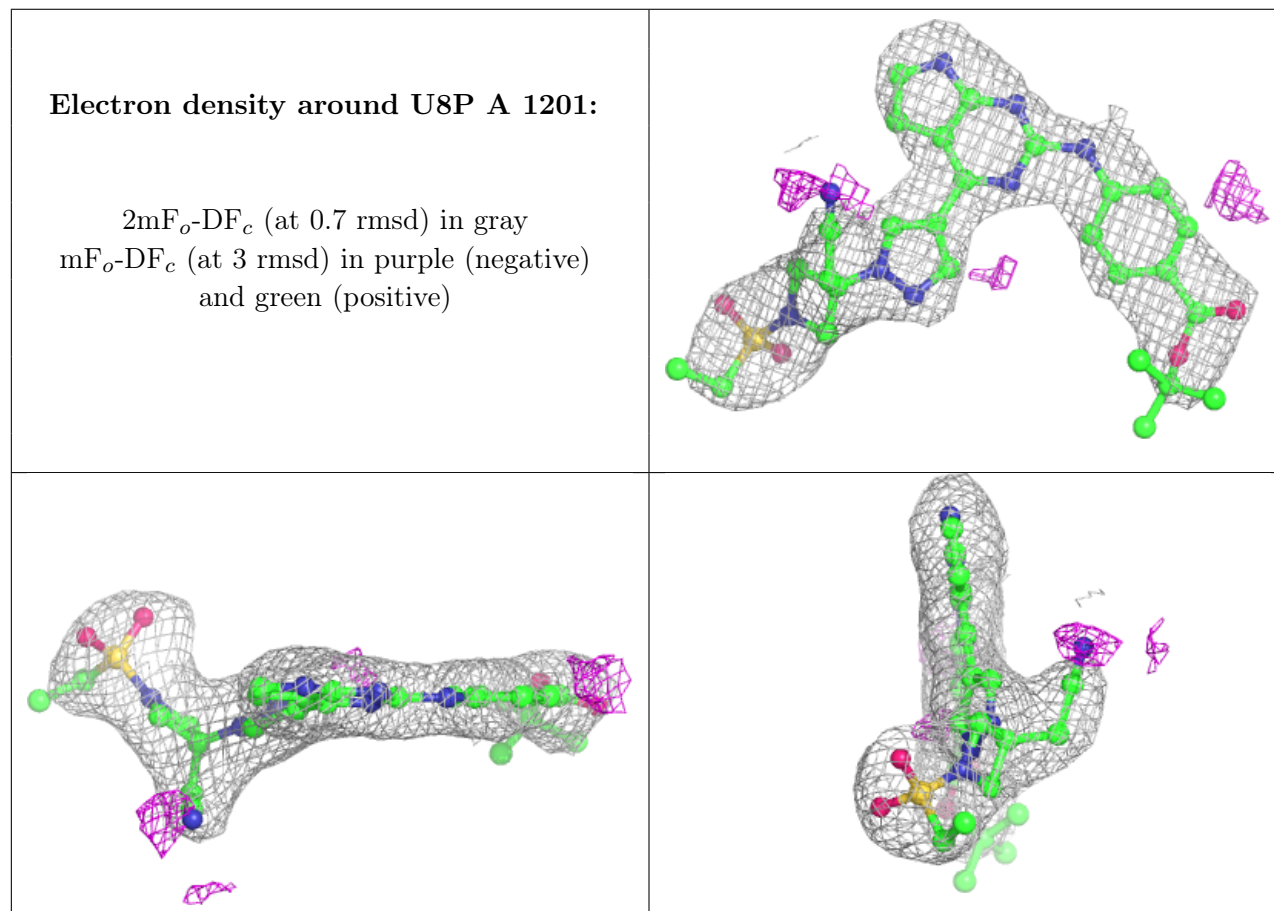 Electron density around U8P A 1201:
2mFo-DFc (at 0.7 rmsd) in gray
mFo-DFc (at 3 rmsd) in purple (negative)
and green (positive)